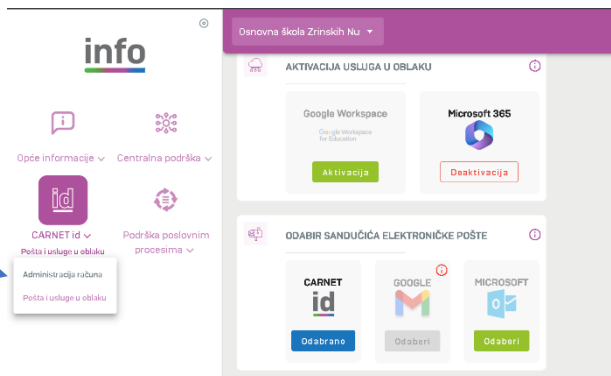 info
Opće informacije
Centralna podrška
id
CARNET id
Pošta i usluge u oblaku
Podrška poslovnim
procesima
Administracija računa
Pošta i usluge u oblaku
Osnovna škola Zrinskih Nu
AKTIVACIJA USLUGA U OBLAKU
Google Workspace
Google Workspace
for Education
Aktivacija
Microsoft 365
Deaktivacija
ODABIR SANDUČIĆA ELEKTRONIČKE POŠTE
CARNET
id
Odabrano
GOOGLE
Odaberi
MICROSOFT
Odaberi